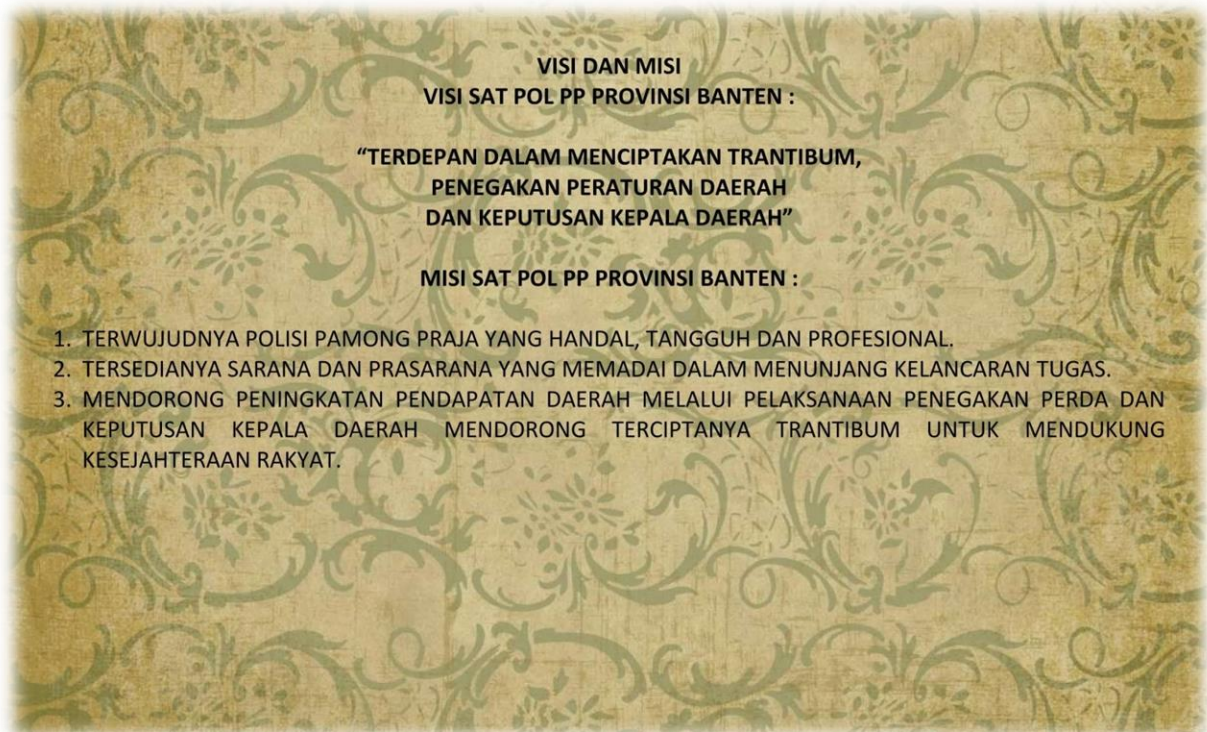 VISI DAN MISI
VISI SAT POL PP PROVINSI BANTEN :
“TERDEPAN DALAM MENCIPTAKAN TRANTIBUM,
PENEGAKAN PERATURAN DAERAH
DAN KEPUTUSAN KEPALA DAERAH”
MISI SAT POL PP PROVINSI BANTEN :
1. TERWUJUDNYA POLISI PAMONG PRAJA YANG HANDAL, TANGGUH DAN PROFESIONAL.
2. TERSEDIANYA SARANA DAN PRASARANA YANG MEMADAI DALAM MENUNJANG KELANCARAN TUGAS.
3. MENDORONG PENINGKATAN PENDAPATAN DAERAH MELALUI PELAKSANAAN PENEGAKAN PERDA DAN
KEPUTUSAN KEPALA DAERAH MENDORONG TERCIPTANYA TRANTIBUM UNTUK MENDUKUNG
KESEJAHTERAAN RAKYAT.